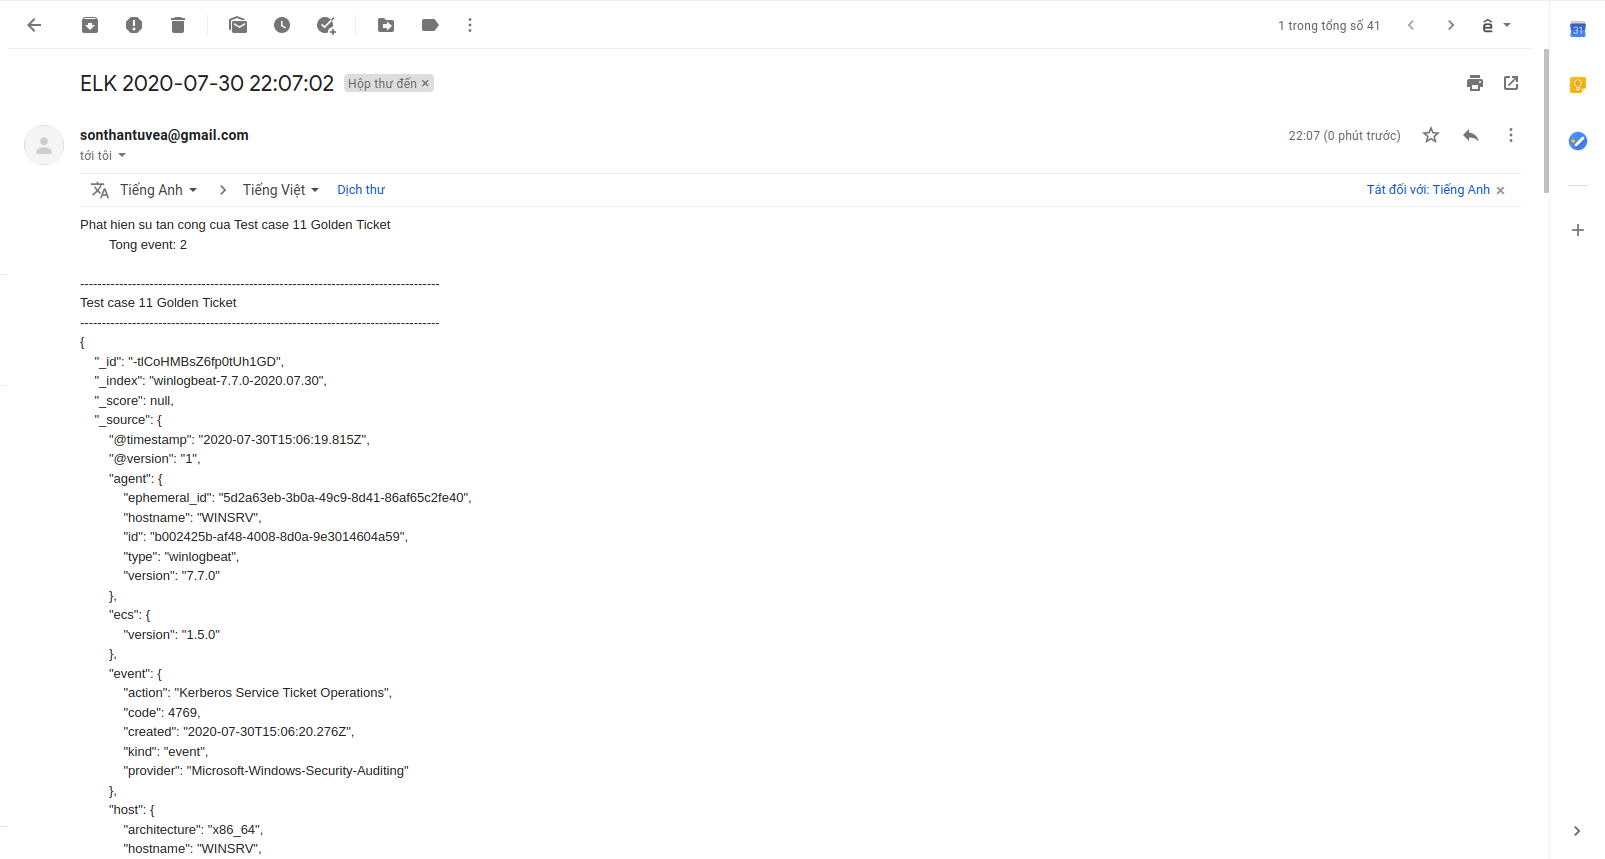 1 trong tổng số 41
ê
31
ELK 2020-07-30 22:07:02 Hộp thư đến ×
sonthantuvea@gmail.com
22:07 (0 phút trước)
tới tôi
Tiếng Anh > Tiếng Việt Dịch thư
Tắt đối với: Tiếng Anh ×
Phat hien su tan cong cua Test case 11 Golden Ticket
Tong event: 2
-----------------------------------------------------------------------------------
Test case 11 Golden Ticket
-----------------------------------------------------------------------------------
{
"_id": "-tlCoHMBsZ6fp0tUh1GD",
"_index": "winlogbeat-7.7.0-2020.07.30",
"_score": null,
"_source": {
"@timestamp": "2020-07-30T15:06:19.815Z",
"@version": "1",
"agent": {
"ephemeral_id": "5d2a63eb-3b0a-49c9-8d41-86af65c2fe40",
"hostname": "WINSRV",
"id": "b002425b-af48-4008-8d0a-9e3014604a59",
"type": "winlogbeat",
"version": "7.7.0"
},
"ecs": {
"version": "1.5.0"
},
"event": {
"action": "Kerberos Service Ticket Operations",
"code": 4769,
"created": "2020-07-30T15:06:20.276Z",
"kind": "event",
"provider": "Microsoft-Windows-Security-Auditing"
},
"host": {
"architecture": "x86_64",
"hostname": "WINSRV",